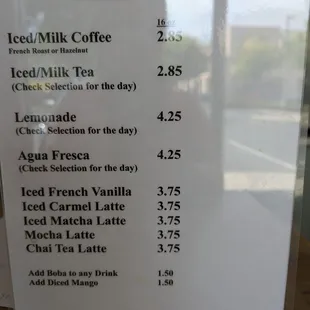 16 oz
Iced/Milk Coffee 2.85
French Roast or Hazelnut
Iced/Milk Tea 2.85
(Check Selection for the day)
Lemonade 4.25
(Check Selection for the day)
Agua Fresca 4.25
(Check Selection for the day)
Iced French Vanilla 3.75
Iced Carmel Latte 3.75
Iced Matcha Latte 3.75
Mocha Latte 3.75
Chai Tea Latte 3.75
Add Boba to any Drink 1.50
Add Diced Mango 1.50